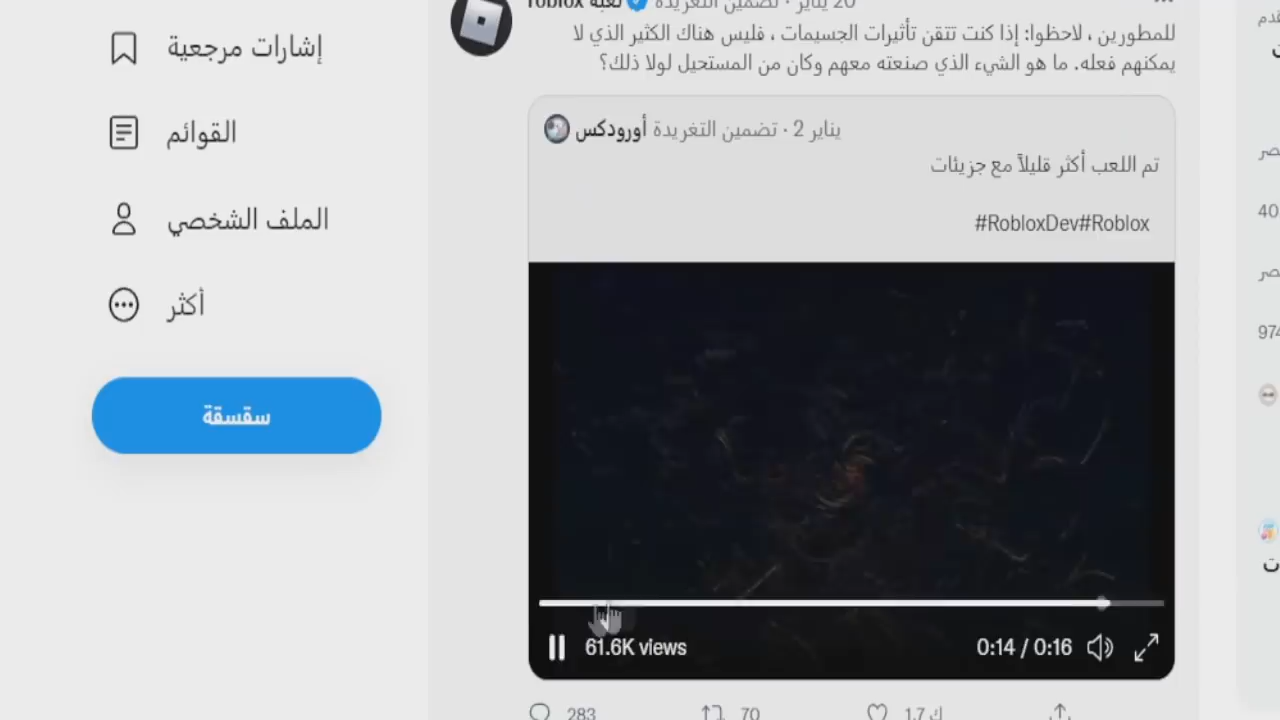 إشارات مرجعية
القوائم
الملف الشخصي
أكثر
سقسقة
roblox لعبة · تضمين التغريدة · 20 يناير
للمطورين ، لاحظوا: إذا كنت تتقن تأثيرات الجسيمات ، فليس هناك الكثير الذي لا
يمكنهم فعله. ما هو الشيء الذي صنعته معهم وكان من المستحيل لولا ذلك؟
أورودكس تضمين التغريدة · 2 يناير
تم اللعب أكثر قليلاً مع جزيئات
#RobloxDev#Roblox
61.6K views
0:14 / 0:16
283
70
1.7 ك
40
974